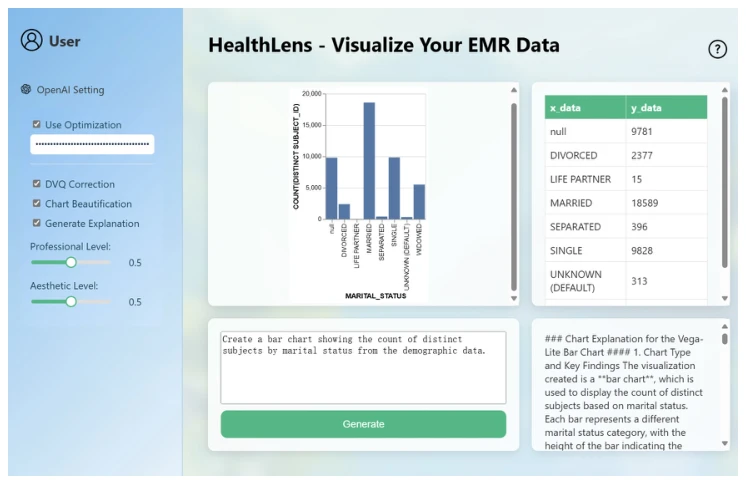 User
OpenAI Setting
Use Optimization
DVQ Correction
Chart Beautification
Generate Explanation
Professional Level:
0.5
Aesthetic Level:
0.5
HealthLens - Visualize Your EMR Data
?
COUNT(DISTINCT SUBJECT_ID)
20,000
15,000
10,000
5,000
0
null
DIVORCED
LIFE PARTNER
MARRIED
SEPARATED
SINGLE
UNKNOWN (DEFAULT)
WIDOWED
MARITAL_STATUS
x_data y_data
null 9781
DIVORCED 2377
LIFE PARTNER 15
MARRIED 18589
SEPARATED 396
SINGLE 9828
UNKNOWN
(DEFAULT) 313
Create a bar chart showing the count of distinct
subjects by marital status from the demographic data.
Generate
### Chart Explanation for the Vega-
Lite Bar Chart #### 1. Chart Type
and Key Findings The visualization
created is a **bar chart**, which is
used to display the count of distinct
subjects based on marital status.
Each bar represents a different
marital status category, with the
height of the bar indicating the